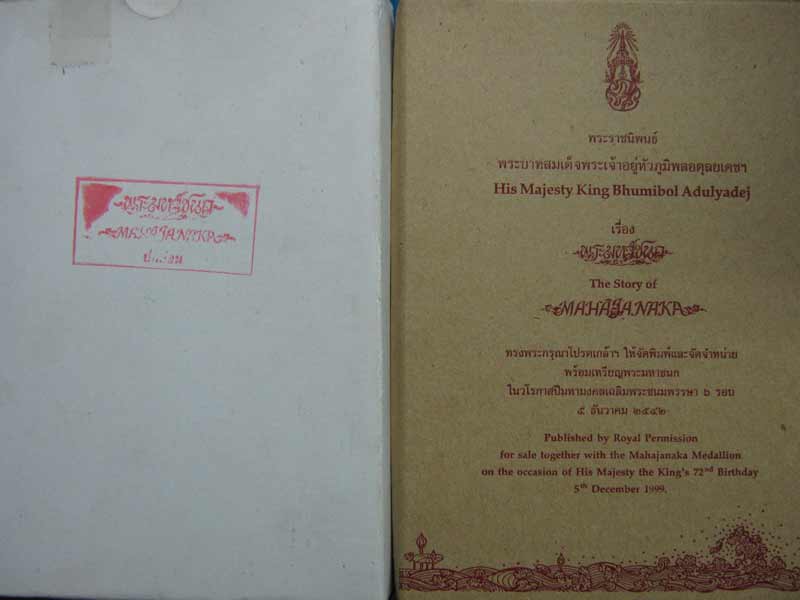 พระมหาชนก
MAHAJANAKA
พระราชนิพนธ์
พระบาทสมเด็จพระเจ้าอยู่หัวภูมิพลอดุลยเดชฯ
His Majesty King Bhumibol Adulyadej
เรื่อง
พระมหาชนก
The Story of
MAHAJANAKA
ทรงพระกรุณาโปรดเกล้าฯ ให้จัดพิมพ์และจัดจำหน่าย
พร้อมเหรียญพระมหาชนก
ในวโรกาสปีมหามงคลเฉลิมพระชนมพรรษา ๖ รอบ
๕ ธันวาคม ๒๕๔๒
Published by Royal Permission
for sale together with the Mahajanaka Medallion
on the occasion of His Majesty the King's 72nd Birthday
5th December 1999.